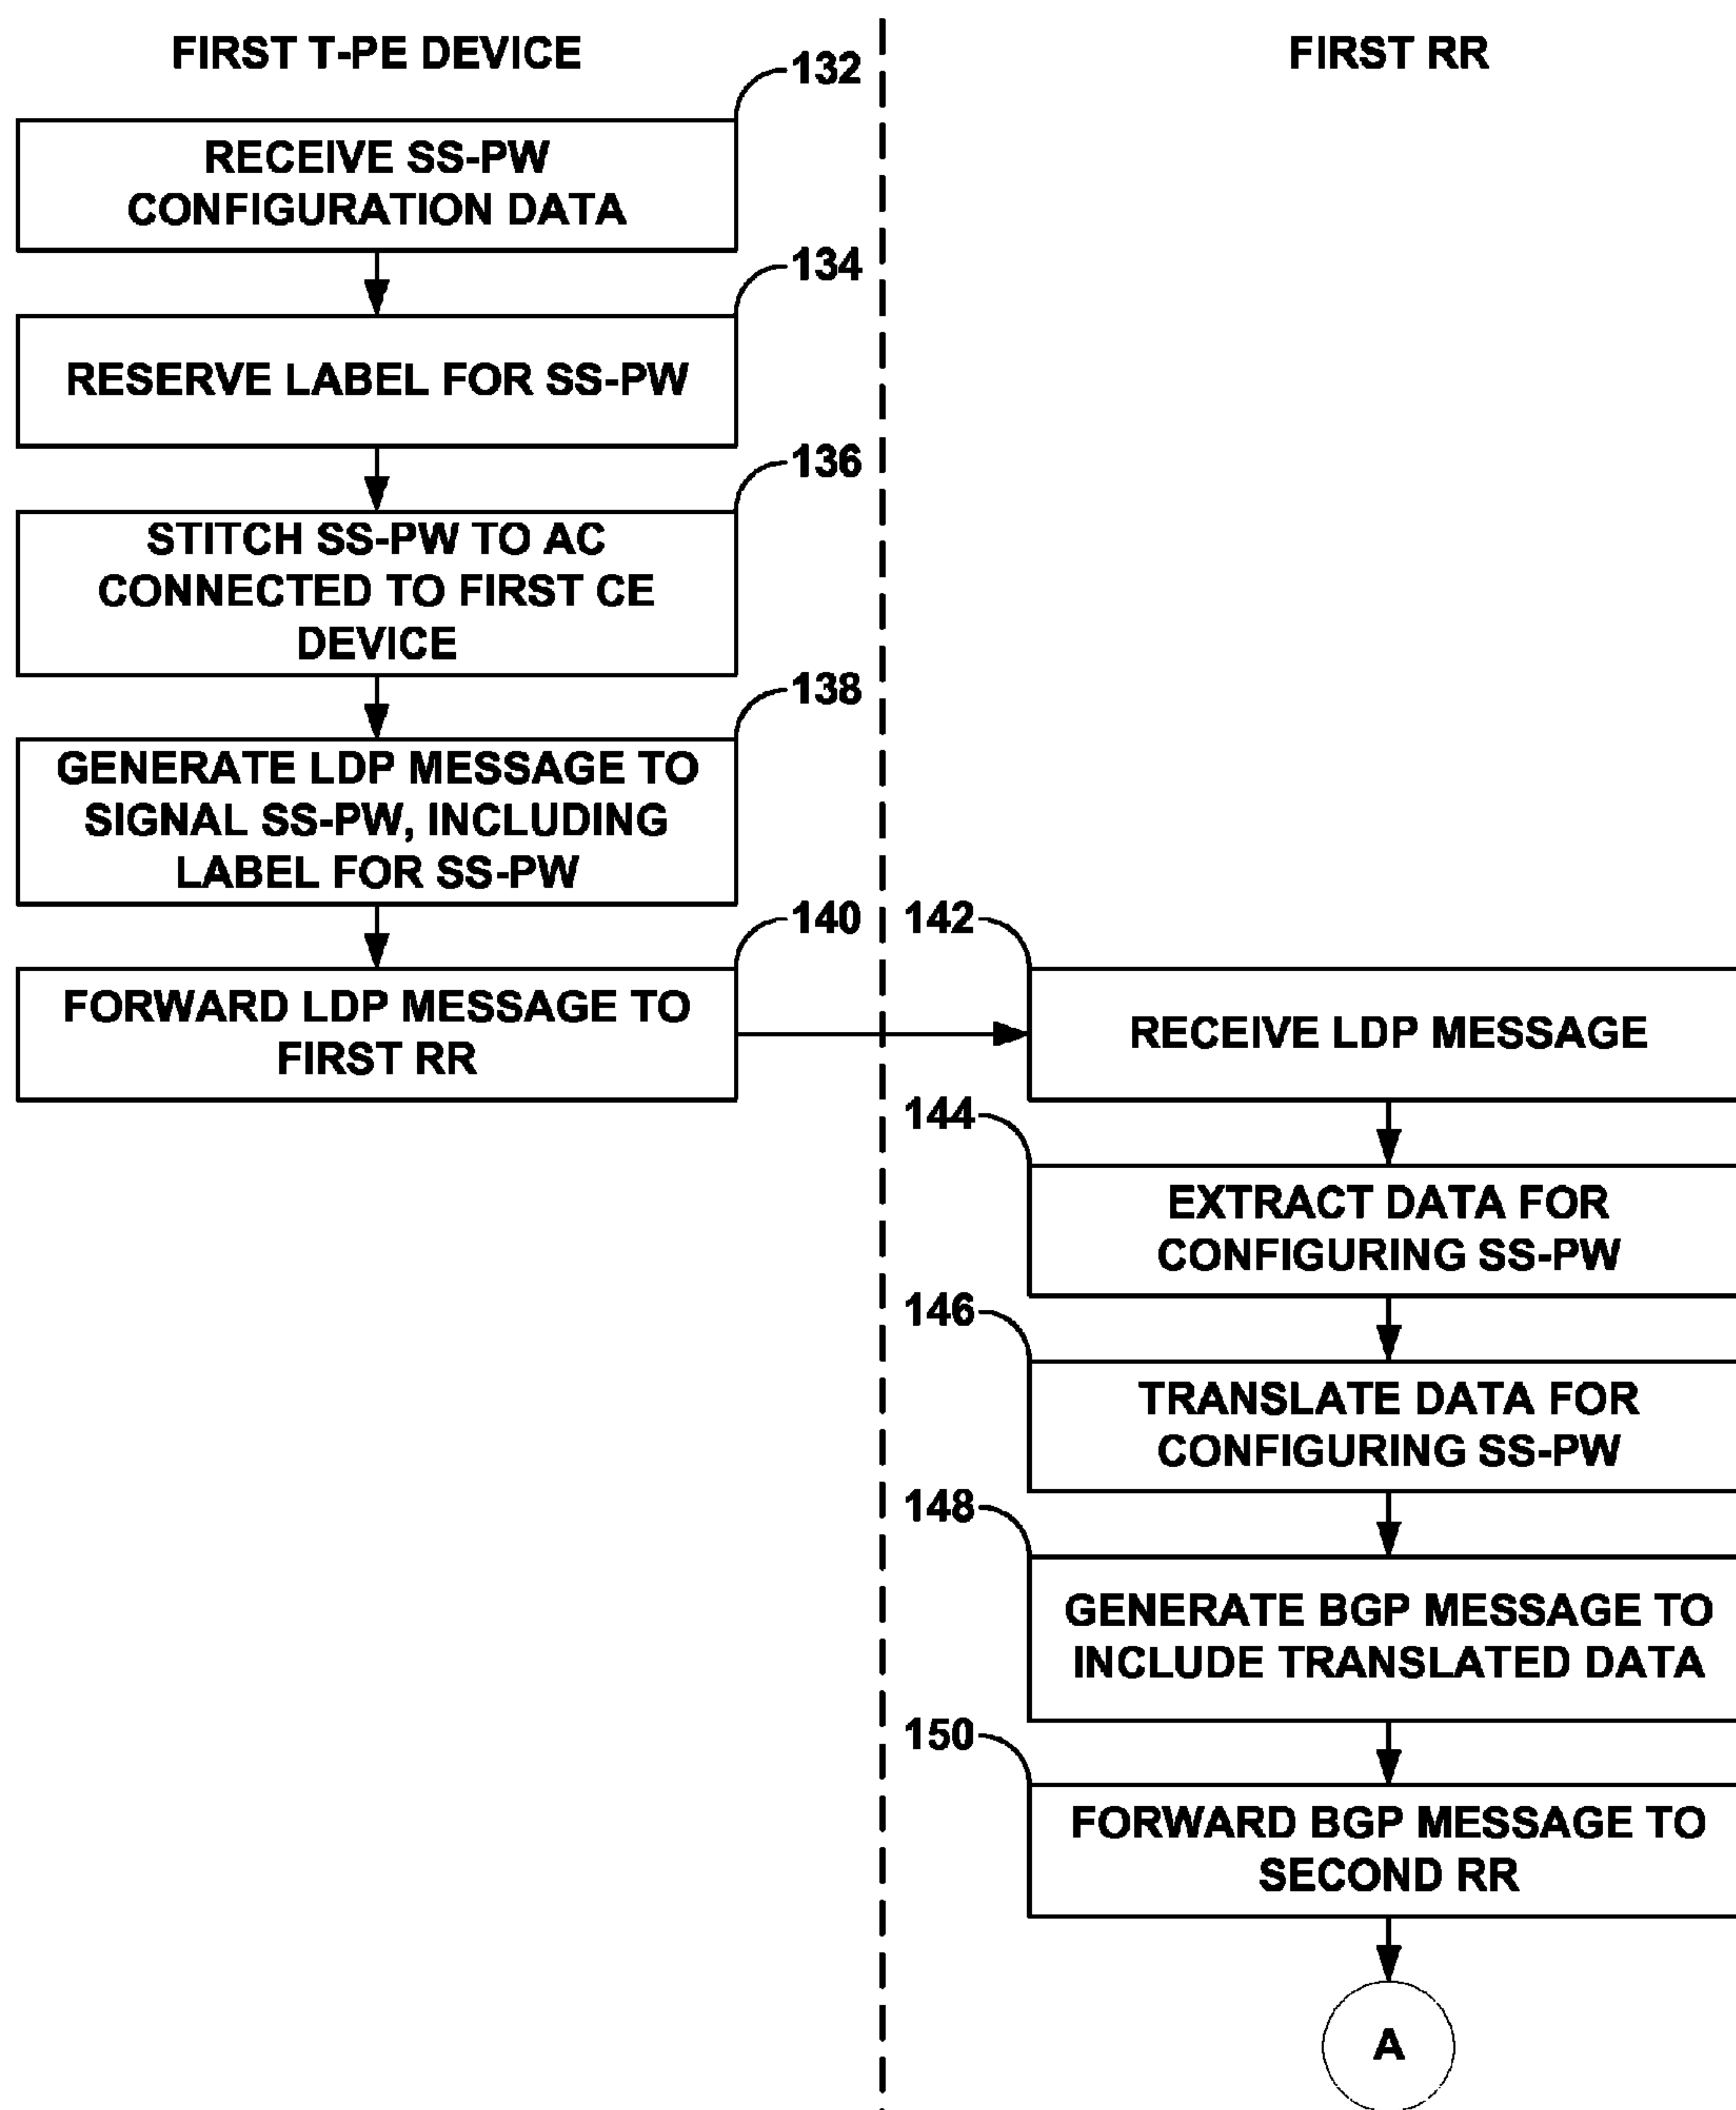 FIRST T-PE DEVICE
132
RECEIVE SS-PW
CONFIGURATION DATA
134
RESERVE LABEL FOR SS-PW
136
STITCH SS-PW TO AC
CONNECTED TO FIRST CE
DEVICE
138
GENERATE LDP MESSAGE TO
SIGNAL SS-PW, INCLUDING
LABEL FOR SS-PW
140
FORWARD LDP MESSAGE TO
FIRST RR
FIRST RR
142
RECEIVE LDP MESSAGE
144
EXTRACT DATA FOR
CONFIGURING SS-PW
146
TRANSLATE DATA FOR
CONFIGURING SS-PW
148
GENERATE BGP MESSAGE TO
INCLUDE TRANSLATED DATA
150
FORWARD BGP MESSAGE TO
SECOND RR
A